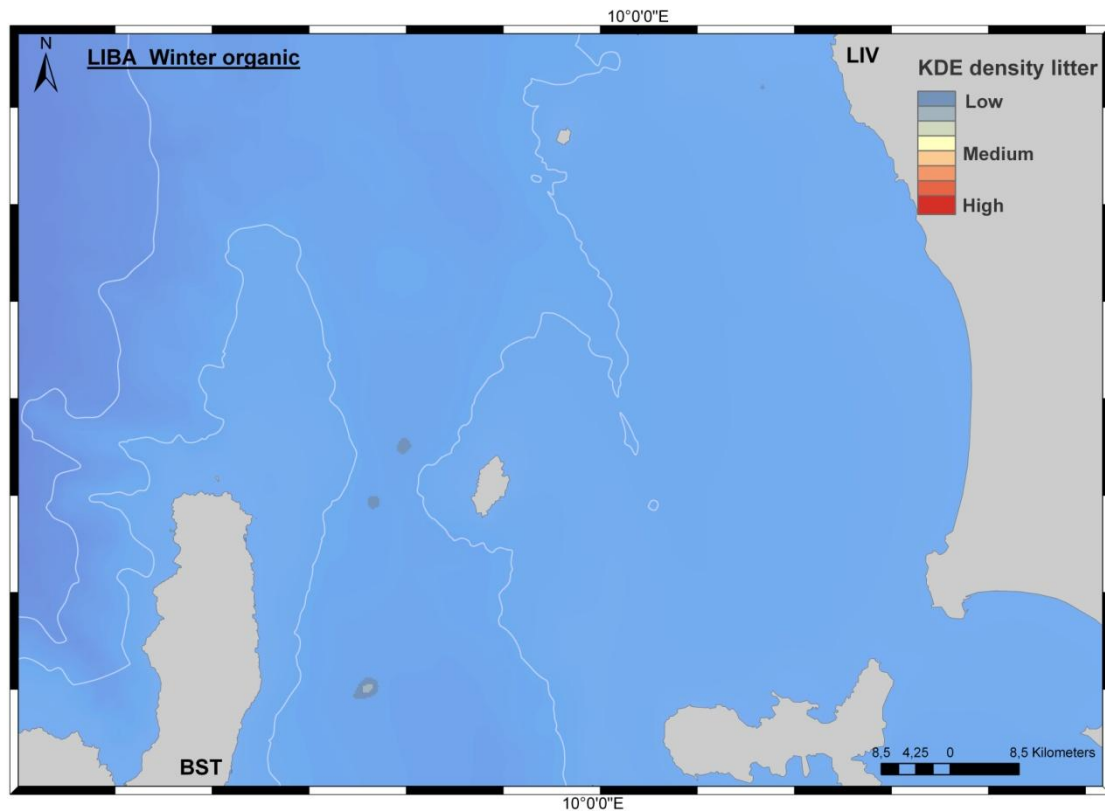 10°0'0"E
N
LIBA Winter organic
LIV
KDE density litter
Low
Medium
High
BST
8,5 4,25 0 8,5 Kilometers
10°0'0"E